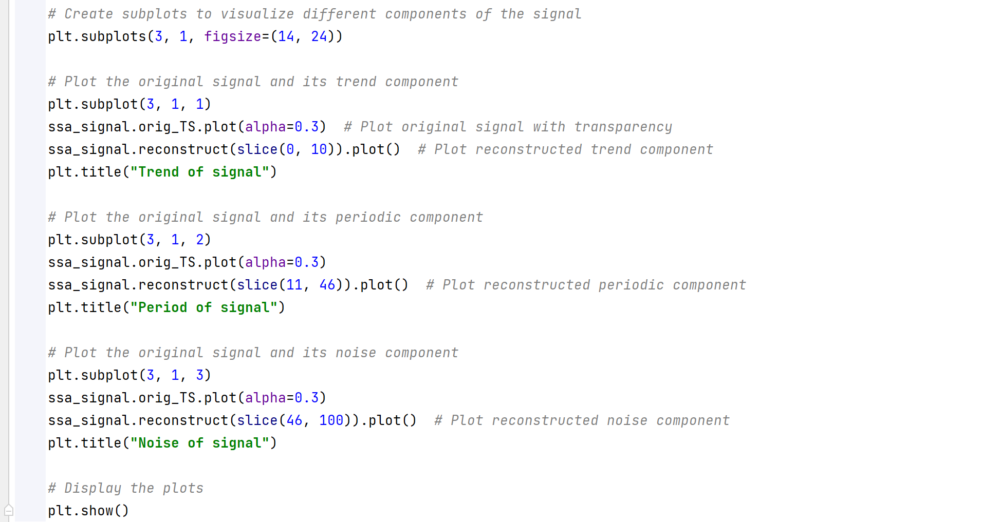 # Create subplots to visualize different components of the signal
plt.subplots(3, 1, figsize=(14, 24))
# Plot the original signal and its trend component
plt.subplot(3, 1, 1)
ssa_signal.orig_TS.plot(alpha=0.3)  # Plot original signal with transparency
ssa_signal.reconstruct(slice(0, 10)).plot()  # Plot reconstructed trend component
plt.title("Trend of signal")
# Plot the original signal and its periodic component
plt.subplot(3, 1, 2)
ssa_signal.orig_TS.plot(alpha=0.3)
ssa_signal.reconstruct(slice(11, 46)).plot()  # Plot reconstructed periodic component
plt.title("Period of signal")
# Plot the original signal and its noise component
plt.subplot(3, 1, 3)
ssa_signal.orig_TS.plot(alpha=0.3)
ssa_signal.reconstruct(slice(46, 100)).plot()  # Plot reconstructed noise component
plt.title("Noise of signal")
# Display the plots
plt.show()